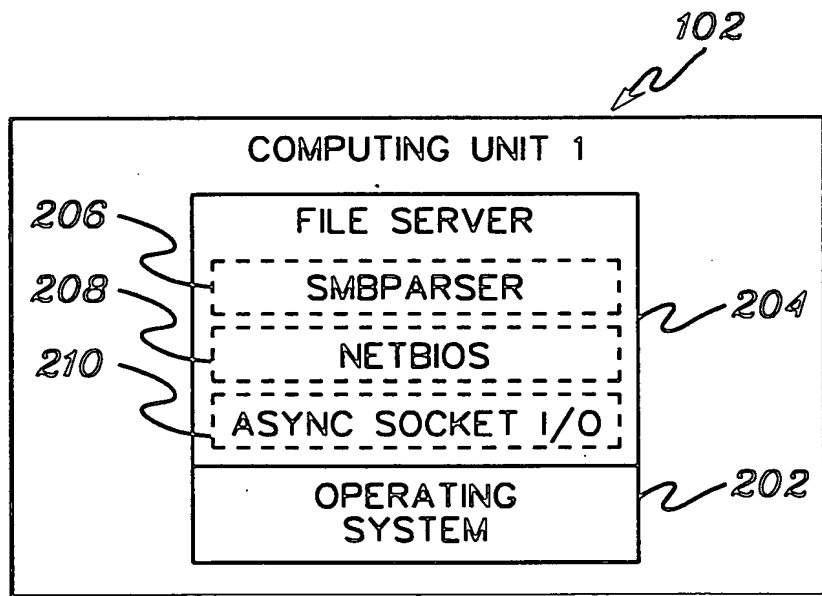 102
COMPUTING UNIT 1
FILE SERVER
206
SMBPARSER
208
204
NETBIOS
210
ASYNC SOCKET I/O
OPERATING
SYSTEM
202